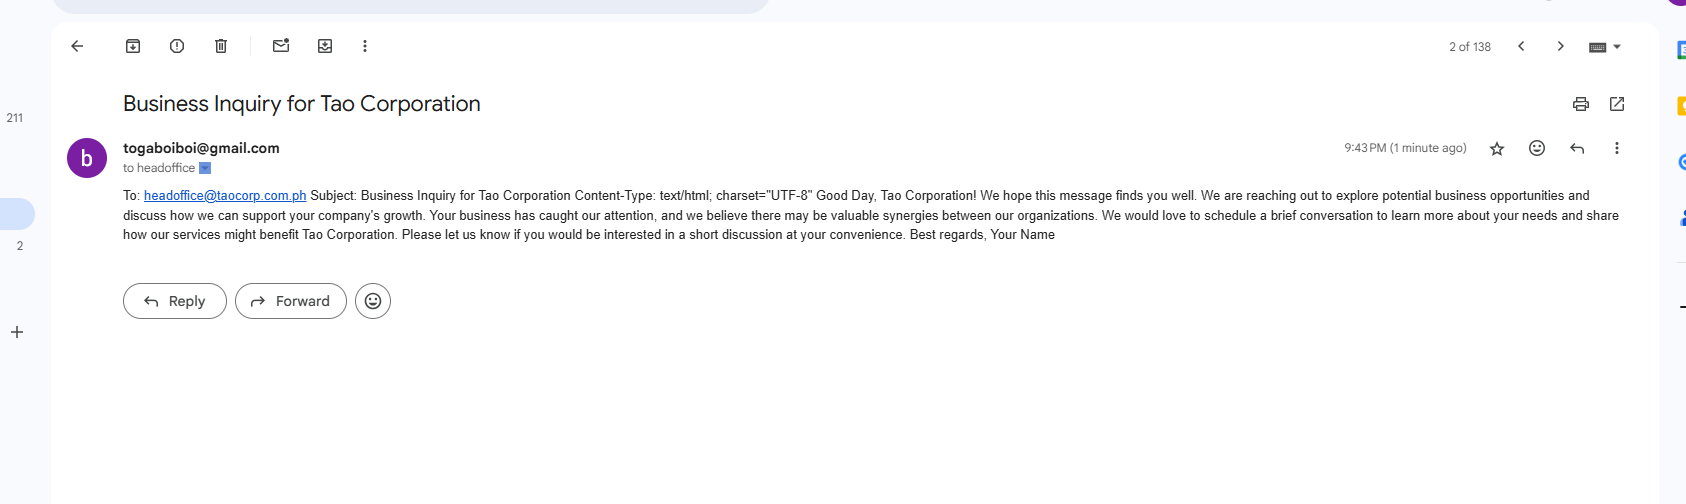 2 of 138
Business Inquiry for Tao Corporation
211
b
togaboiboi@gmail.com
9:43 PM (1 minute ago)
to headoffice
To: headoffice@taocorp.com.ph Subject: Business Inquiry for Tao Corporation Content-Type: text/html; charset="UTF-8" Good Day, Tao Corporation! We hope this message finds you well. We are reaching out to explore potential business opportunities and
discuss how we can support your company's growth. Your business has caught our attention, and we believe there may be valuable synergies between our organizations. We would love to schedule a brief conversation to learn more about your needs and share
how our services might benefit Tao Corporation. Please let us know if you would be interested in a short discussion at your convenience. Best regards, Your Name
2
Reply
Forward